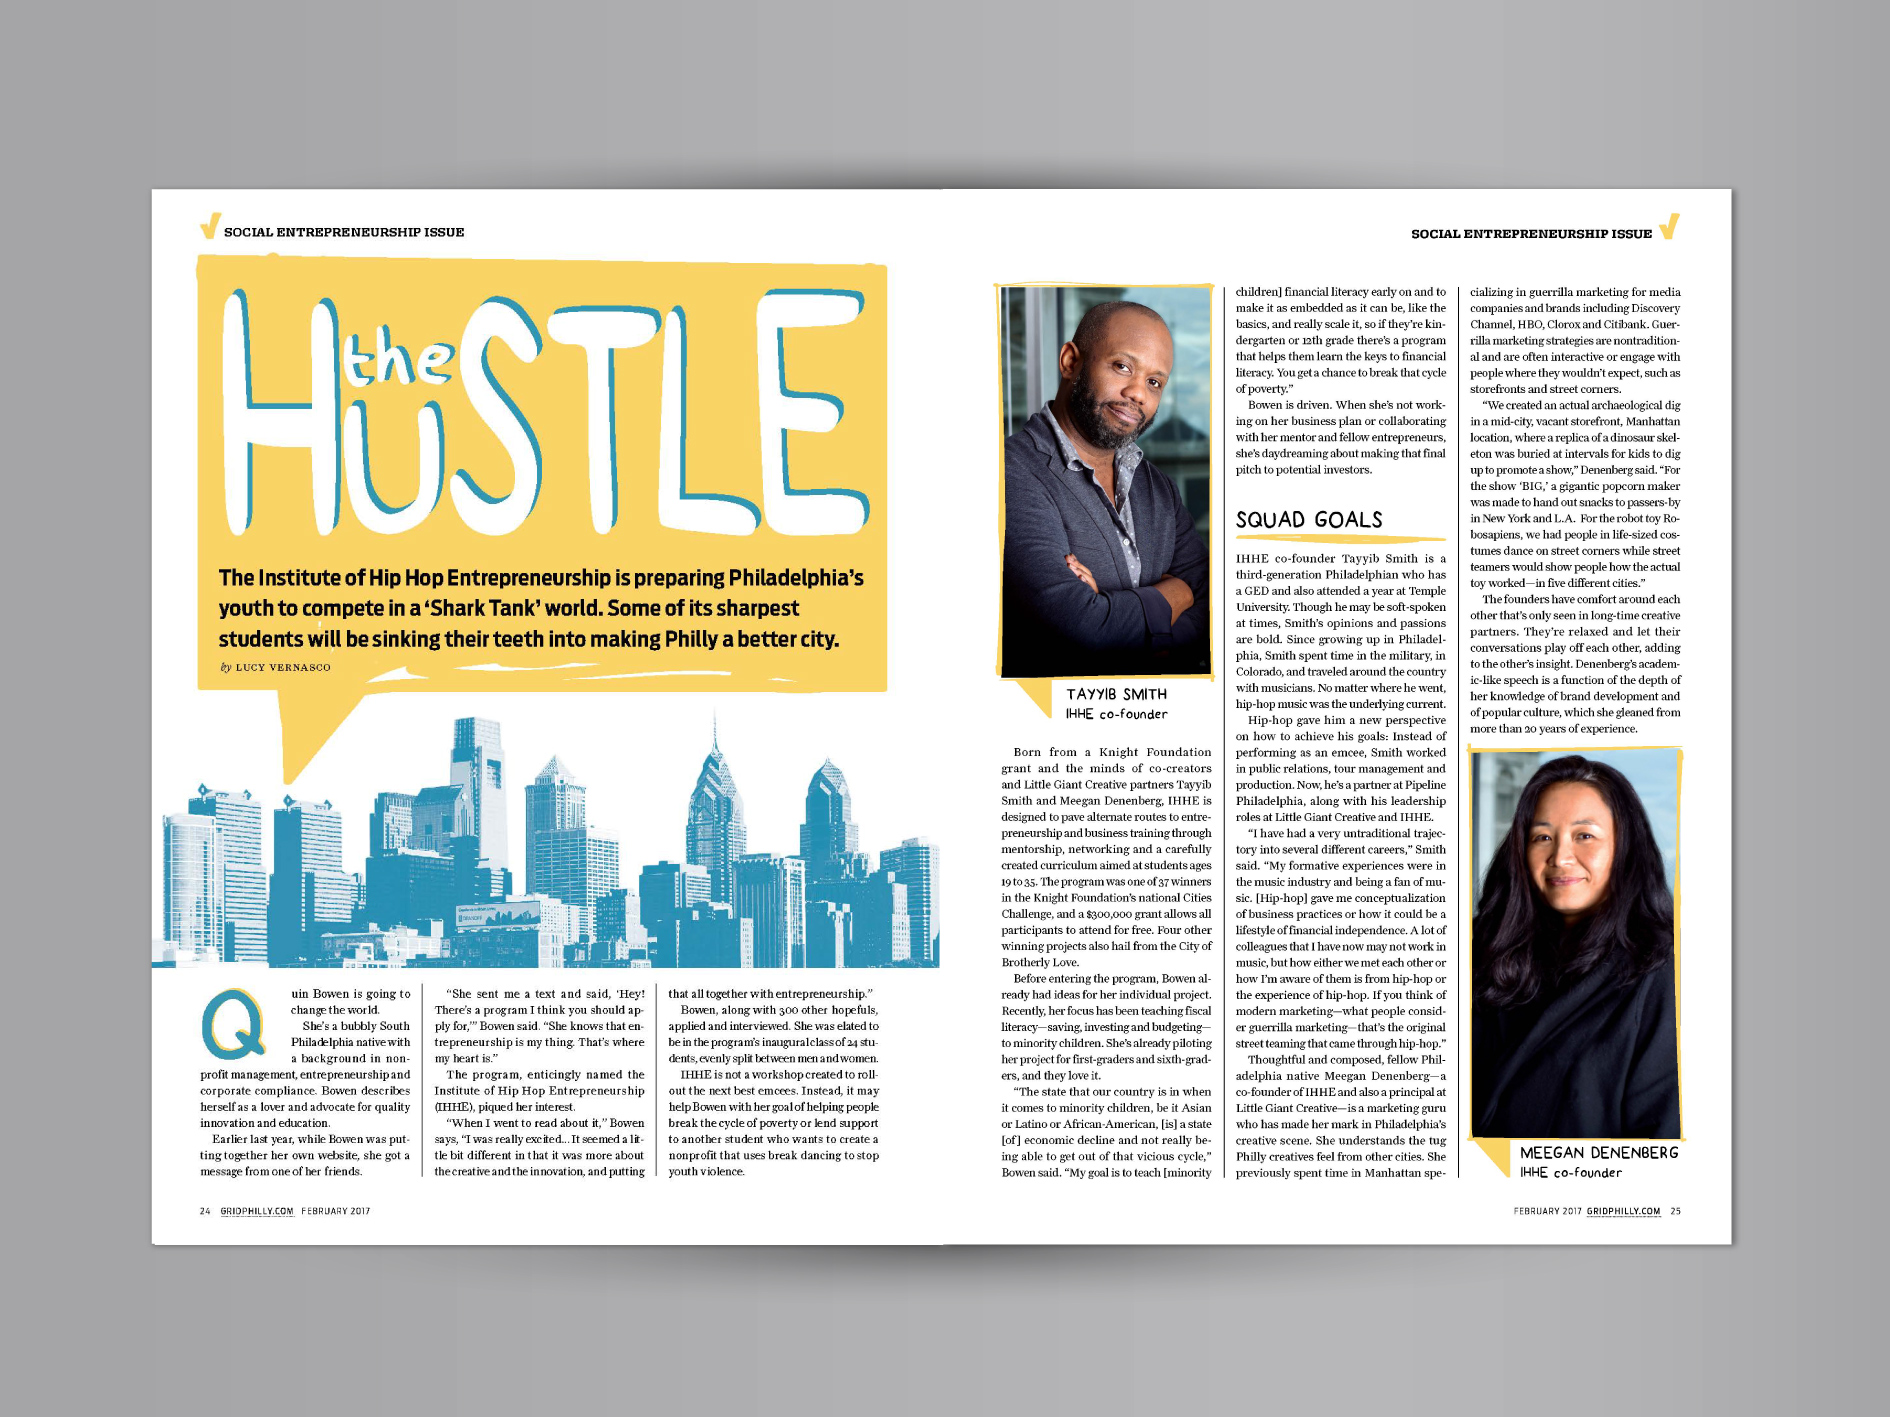 SOCIAL ENTREPRENEURSHIP ISSUE
the
HUSTLE
The Institute of Hip Hop Entrepreneurship is preparing Philadelphia’s
youth to compete in a ‘Shark Tank’ world. Some of its sharpest
students will be sinking their teeth into making Philly a better city.
by LUCY VERNASCO
Quin Bowen is going to
change the world.
She’s a bubbly South
Philadelphia native with
a background in non-
profit management, entrepreneurship and
corporate compliance. Bowen describes
herself as a lover and advocate for quality
innovation and education.
Earlier last year, while Bowen was put-
ting together her own website, she got a
message from one of her friends.
“She sent me a text and said, ‘Hey!
There’s a program I think you should ap-
ply for,’” Bowen said. “She knows that en-
trepreneurship is my thing. That’s where
my heart is.”
The program, enticingly named the
Institute of Hip Hop Entrepreneurship
(IHHE), piqued her interest.
“When I went to read about it,” Bowen
says, “I was really excited... It seemed a lit-
tle bit different in that it was more about
the creative and the innovation, and putting
that all together with entrepreneurship.”
Bowen, along with 300 other hopefuls,
applied and interviewed. She was elated to
be in the program’s inaugural class of 24 stu-
dents, evenly split between men and women.
IHHE is not a workshop created to roll-
out the next best emcees. Instead, it may
help Bowen with her goal of helping people
break the cycle of poverty or lend support
to another student who wants to create a
nonprofit that uses break dancing to stop
youth violence.
24 GRIDPHILLY.COM FEBRUARY 2017
SOCIAL ENTREPRENEURSHIP ISSUE
TAYYIB SMITH
IHHE co-founder
Born from a Knight Foundation
grant and the minds of co-creators
and Little Giant Creative partners Tayyib
Smith and Meegan Denenberg, IHHE is
designed to pave alternate routes to entre-
preneurship and business training through
mentorship, networking and a carefully
created curriculum aimed at students ages
19 to 35. The program was one of 37 winners
in the Knight Foundation’s national Cities
Challenge, and a $300,000 grant allows all
participants to attend for free. Four other
winning projects also hail from the City of
Brotherly Love.
Before entering the program, Bowen al-
ready had ideas for her individual project.
Recently, her focus has been teaching fiscal
literacy—saving, investing and budgeting—
to minority children. She’s already piloting
her project for first-graders and sixth-grad-
ers, and they love it.
“The state that our country is in when
it comes to minority children, be it Asian
or Latino or African-American, [is] a state
[of] economic decline and not really be-
ing able to get out of that vicious cycle,”
Bowen said. “My goal is to teach [minority
children] financial literacy early on and to
make it as embedded as it can be, like the
basics, and really scale it, so if they’re kin-
dergarten or 12th grade there’s a program
that helps them learn the keys to financial
literacy. You get a chance to break that cycle
of poverty.”
Bowen is driven. When she’s not work-
ing on her business plan or collaborating
with her mentor and fellow entrepreneurs,
she’s daydreaming about making that final
pitch to potential investors.
SQUAD GOALS
IHHE co-founder Tayyib Smith is a
third-generation Philadelphian who has
a GED and also attended a year at Temple
University. Though he may be soft-spoken
at times, Smith’s opinions and passions
are bold. Since growing up in Philadel-
phia, Smith spent time in the military, in
Colorado, and traveled around the country
with musicians. No matter where he went,
hip-hop music was the underlying current.
Hip-hop gave him a new perspective
on how to achieve his goals: Instead of
performing as an emcee, Smith worked
in public relations, tour management and
production. Now, he’s a partner at Pipeline
Philadelphia, along with his leadership
roles at Little Giant Creative and IHHE.
“I have had a very untraditional trajec-
tory into several different careers,” Smith
said. “My formative experiences were in
the music industry and being a fan of mu-
sic. [Hip-hop] gave me conceptualization
of business practices or how it could be a
lifestyle of financial independence. A lot of
colleagues that I have now may not work in
music, but how either we met each other or
how I’m aware of them is from hip-hop or
the experience of hip-hop. If you think of
modern marketing—what people consid-
er guerrilla marketing—that’s the original
street teaming that came through hip-hop.”
Thoughtful and composed, fellow Phil-
adelphia native Meegan Denenberg—a
co-founder of IHHE and also a principal at
Little Giant Creative—is a marketing guru
who has made her mark in Philadelphia’s
creative scene. She understands the tug
Philly creatives feel from other cities. She
previously spent time in Manhattan spe-
cializing in guerrilla marketing for media
companies and brands including Discovery
Channel, HBO, Clorox and Citibank. Guer-
rilla marketing strategies are nontradition-
al and are often interactive or engage with
people where they wouldn’t expect, such as
storefronts and street corners.
“We created an actual archaeological dig
in a mid-city, vacant storefront, Manhattan
location, where a replica of a dinosaur skel-
eton was buried at intervals for kids to dig
up to promote a show,” Denenberg said. “For
the show ‘BIG,’ a gigantic popcorn maker
was made to hand out snacks to passers-by
in New York and L.A. For the robot toy Ro-
bosapiens, we had people in life-sized cos-
tumes dance on street corners while street
teamers would show people how the actual
toy worked—in five different cities.”
The founders have comfort around each
other that’s only seen in long-time creative
partners. They’re relaxed and let their
conversations play off each other, adding
to the other’s insight. Denenberg’s academ-
ic-like speech is a function of the depth of
her knowledge of brand development and
of popular culture, which she gleaned from
more than 20 years of experience.
MEEGAN DENENBERG
IHHE co-founder
FEBRUARY 2017 GRIDPHILLY.COM 25